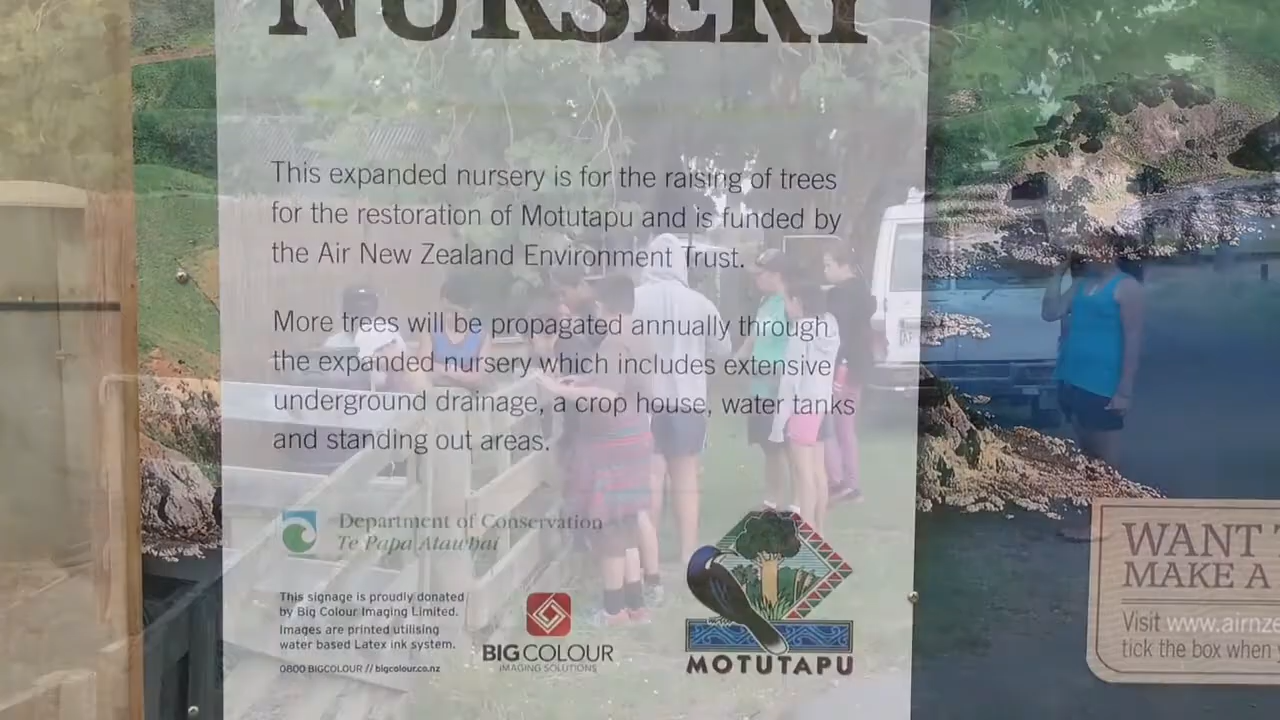 NURSERY
This expanded nursery is for the raising of trees
for the restoration of Motutapu and is funded by
the Air New Zealand Environment Trust.
More trees will be propagated annually through
the expanded nursery which includes extensive
underground drainage, a crop house, water tanks
and standing out areas.
Department of Conservation
Te Papa Atawhai
This signage is proudly donated
by Big Colour Imaging Limited.
Images are printed utilising
water based Latex ink system.
0800 BIGCOLOUR // bigcolour.co.nz
BIGCOLOUR
IMAGING SOLUTIONS
MOTUTAPU
WANT
MAKE A
Visit www.airnze
tick the box when